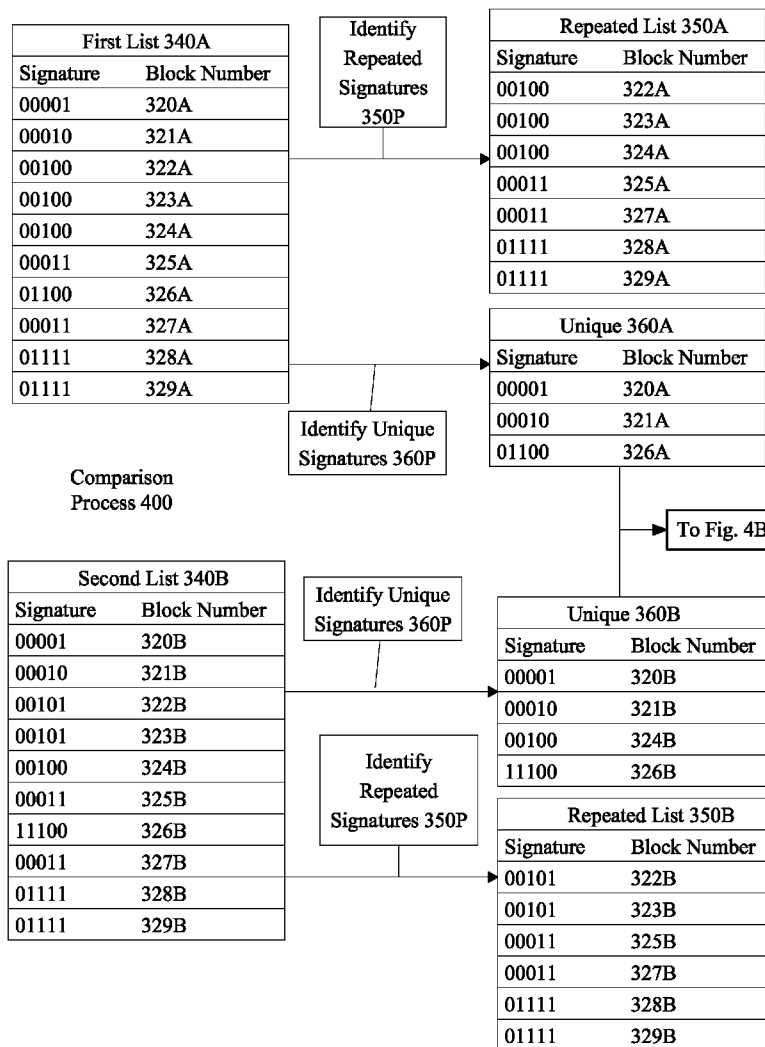 First List 340A
Signature Block Number
00001 320A
00010 321A
00100 322A
00100 323A
00100 324A
00011 325A
01100 326A
00011 327A
01111 328A
01111 329A
Identify
Repeated
Signatures
350P
Repeated List 350A
Signature Block Number
00100 322A
00100 323A
00100 324A
00011 325A
00011 327A
01111 328A
01111 329A
Identify Unique
Signatures 360P
Unique 360A
Signature Block Number
00001 320A
00010 321A
01100 326A
Comparison
Process 400
To Fig. 4B
Second List 340B
Signature Block Number
00001 320B
00010 321B
00101 322B
00101 323B
00100 324B
00011 325B
11100 326B
00011 327B
01111 328B
01111 329B
Identify Unique
Signatures 360P
Unique 360B
Signature Block Number
00001 320B
00010 321B
00100 324B
11100 326B
Identify
Repeated
Signatures 350P
Repeated List 350B
Signature Block Number
00101 322B
00101 323B
00011 325B
00011 327B
01111 328B
01111 329B